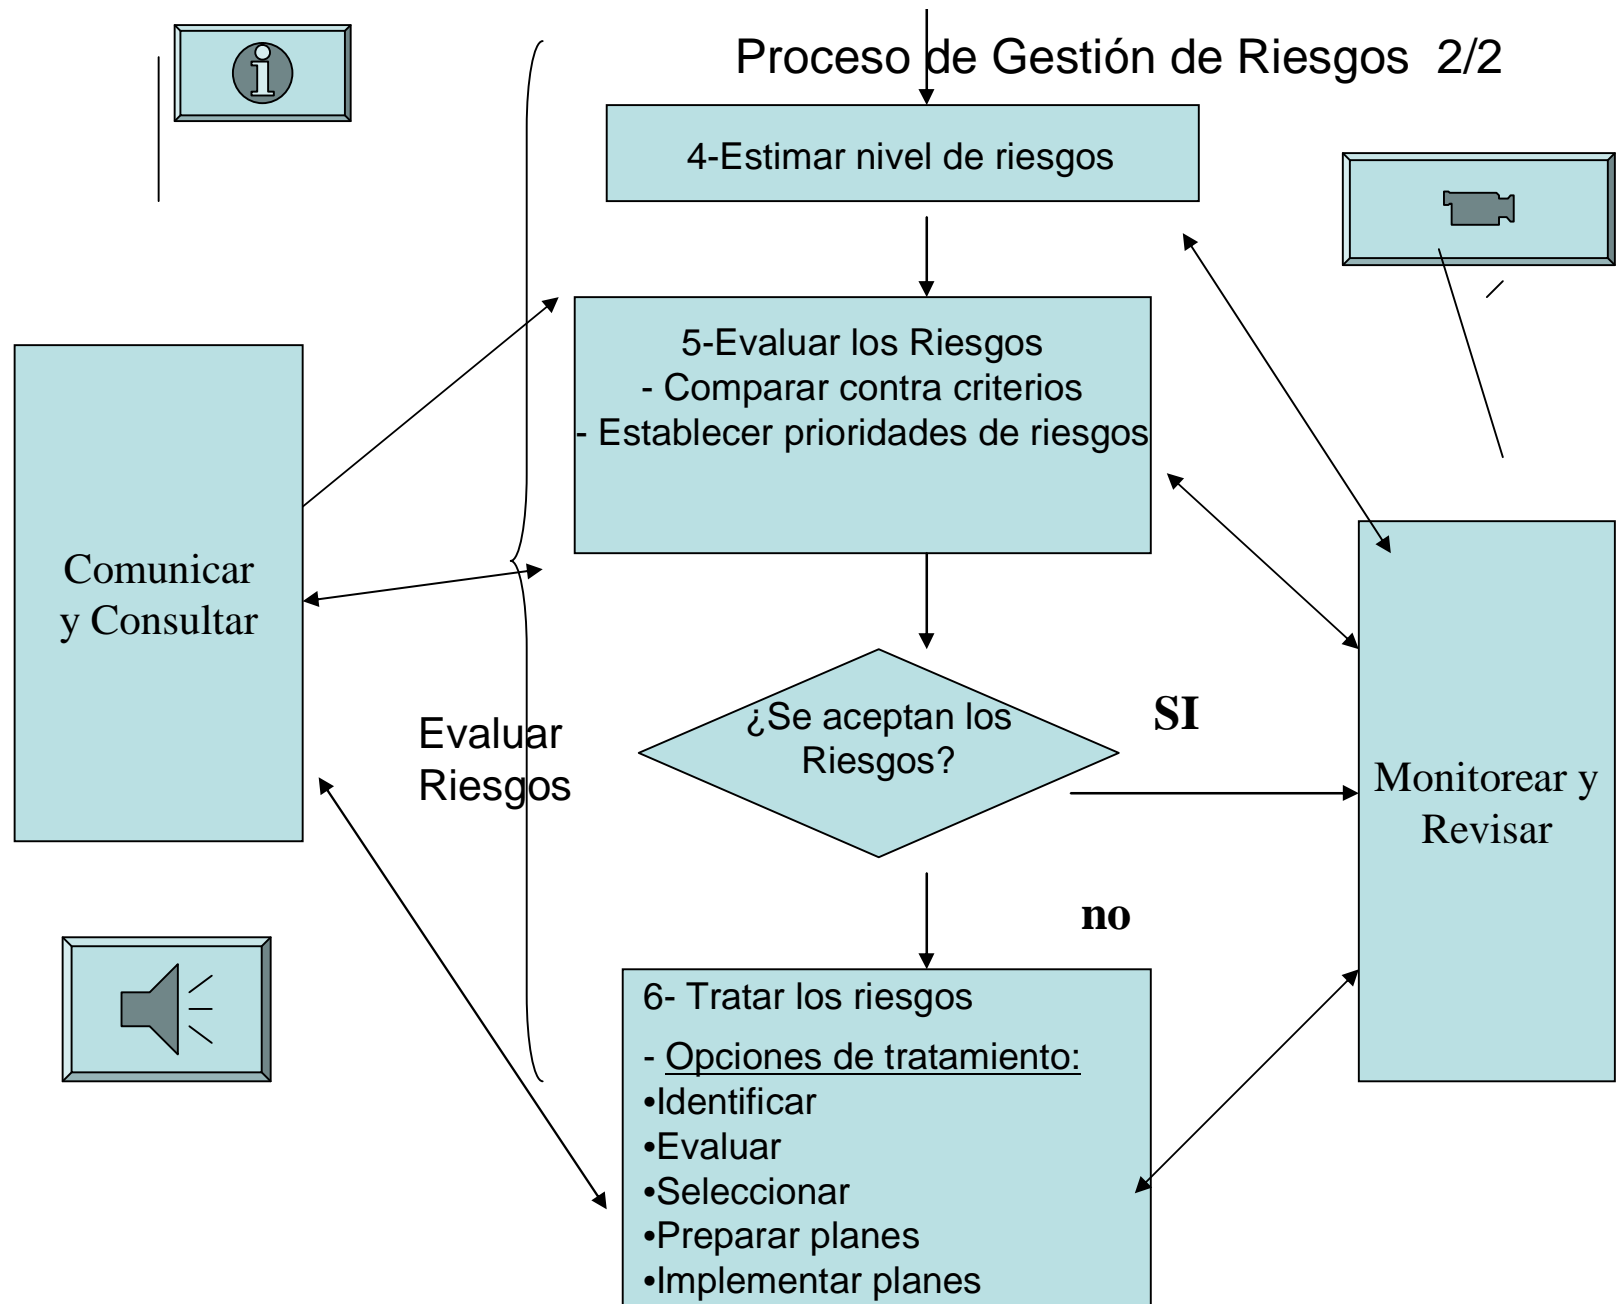 Proceso de Gestión de Riesgos 2/2
4-Estimar nivel de riesgos
5-Evaluar los Riesgos
- Comparar contra criterios
- Establecer prioridades de riesgos
Comunicar
y Consultar
¿Se aceptan los
Riesgos?
SI
Evaluar
Riesgos
Monitorear y
Revisar
no
6- Tratar los riesgos
- Opciones de tratamiento:
•Identificar
•Evaluar
•Seleccionar
•Preparar planes
•Implementar planes